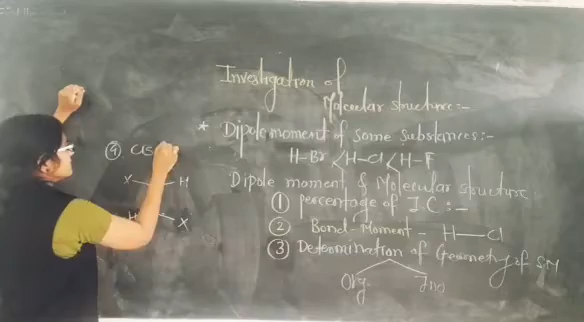 Investigation of
Molecular structure:-
* Dipole moment of some substances:-
H-Br < H-Cl < H-F
Dipole moment & Molecular structure
① percentage of I.C:-
② Bond-Moment - H—Cl
③ Determination of Geometry of SM
Org. Ino
④ CIS
X H
H X